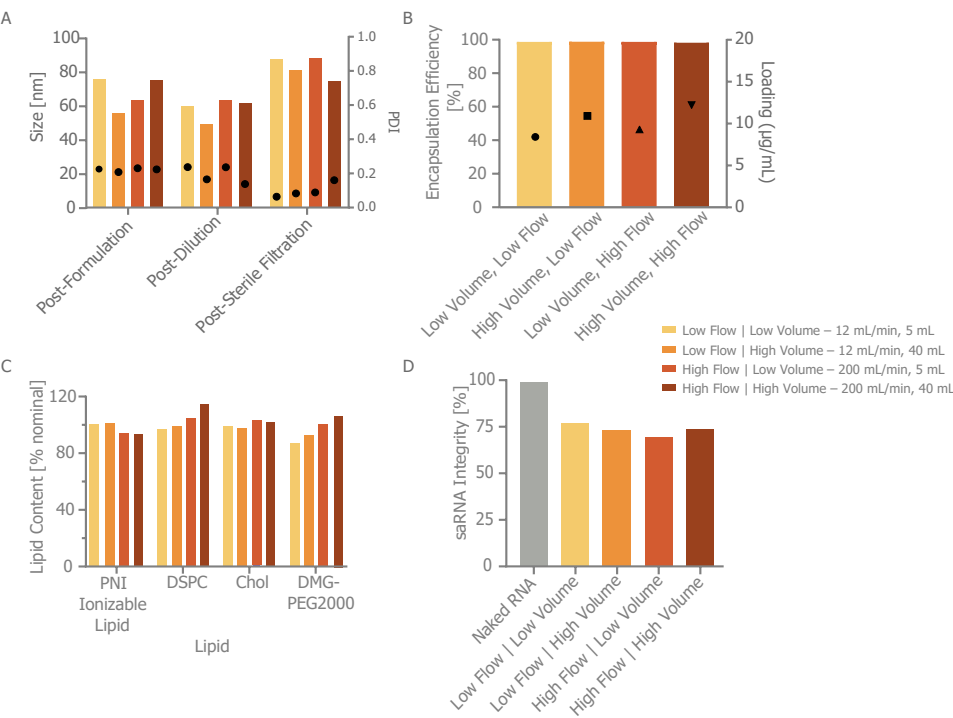 A
100
80
60
40
20
0
Size [nm]
1.0
0.8
0.6
0.4
0.2
0.0
PDI
Post-Formulation
Post-Dilution
Post-Sterile Filtration
B
100
80
60
40
20
0
Encapsulation Efficiency
[%]
20
15
10
5
0
Loading (µg/mL)
Low Volume, Low Flow
High Volume, Low Flow
Low Volume, High Flow
High Volume, High Flow
Low Flow | Low Volume – 12 mL/min, 5 mL
Low Flow | High Volume – 12 mL/min, 40 mL
High Flow | Low Volume – 200 mL/min, 5 mL
High Flow | High Volume – 200 mL/min, 40 mL
C
120
80
40
0
Lipid Content [% nominal]
PNI
Ionizable
Lipid
DSPC
Chol
DMG-
PEG2000
Lipid
D
100
75
50
25
0
saRNA Integrity [%]
Naked RNA
Low Flow | Low Volume
Low Flow | High Volume
High Flow | Low Volume
High Flow | High Volume